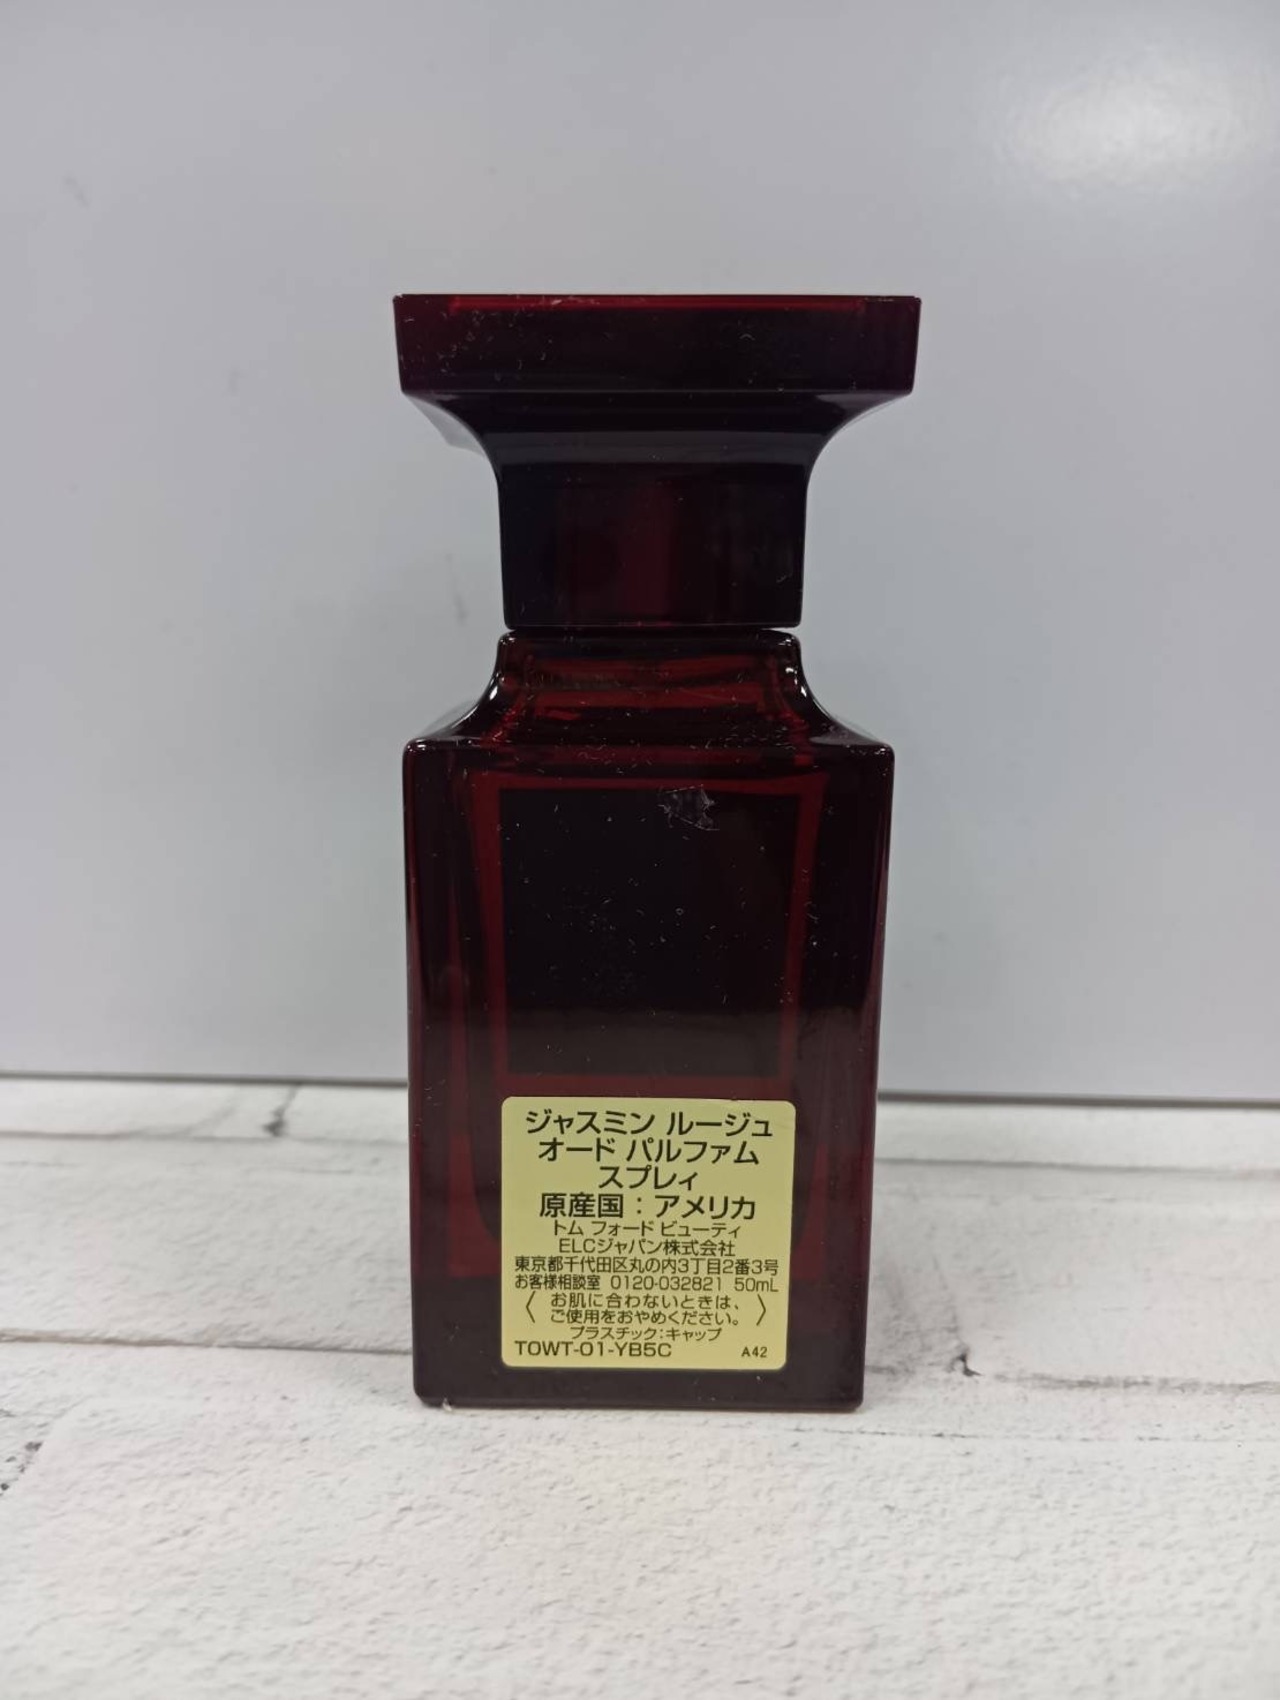 ジャスミン ルージュ
オード パルファム
スプレィ
原産国：アメリカ
トム フォード ビューティ
ELCジャパン株式会社
東京都千代田区丸の内3丁目2番3号
お客様相談室 0120-032821 50mL
〈 お肌に合わないときは、
ご使用をおやめください。 〉
プラスチック：キャップ
TOWT-01-YB5C A42